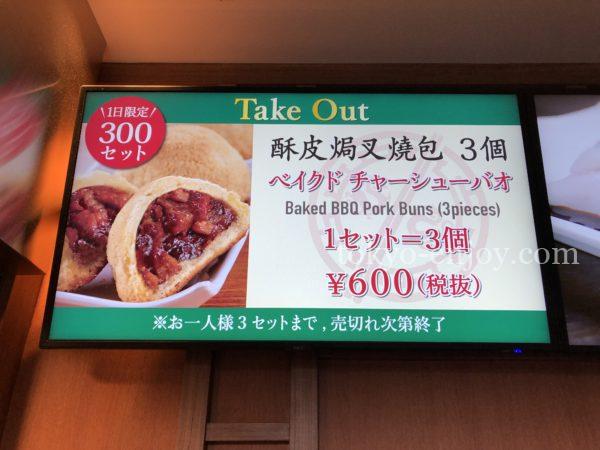 Take Out
1日限定
300
セット
酥皮焗叉燒包 3個
ベイクド チャーシューバオ
Baked BBQ Pork Buns (3pieces)
1セット=3個
¥600(税抜)
※お一人様3セットまで,売切れ次第終了
tokyo-enjoy.com